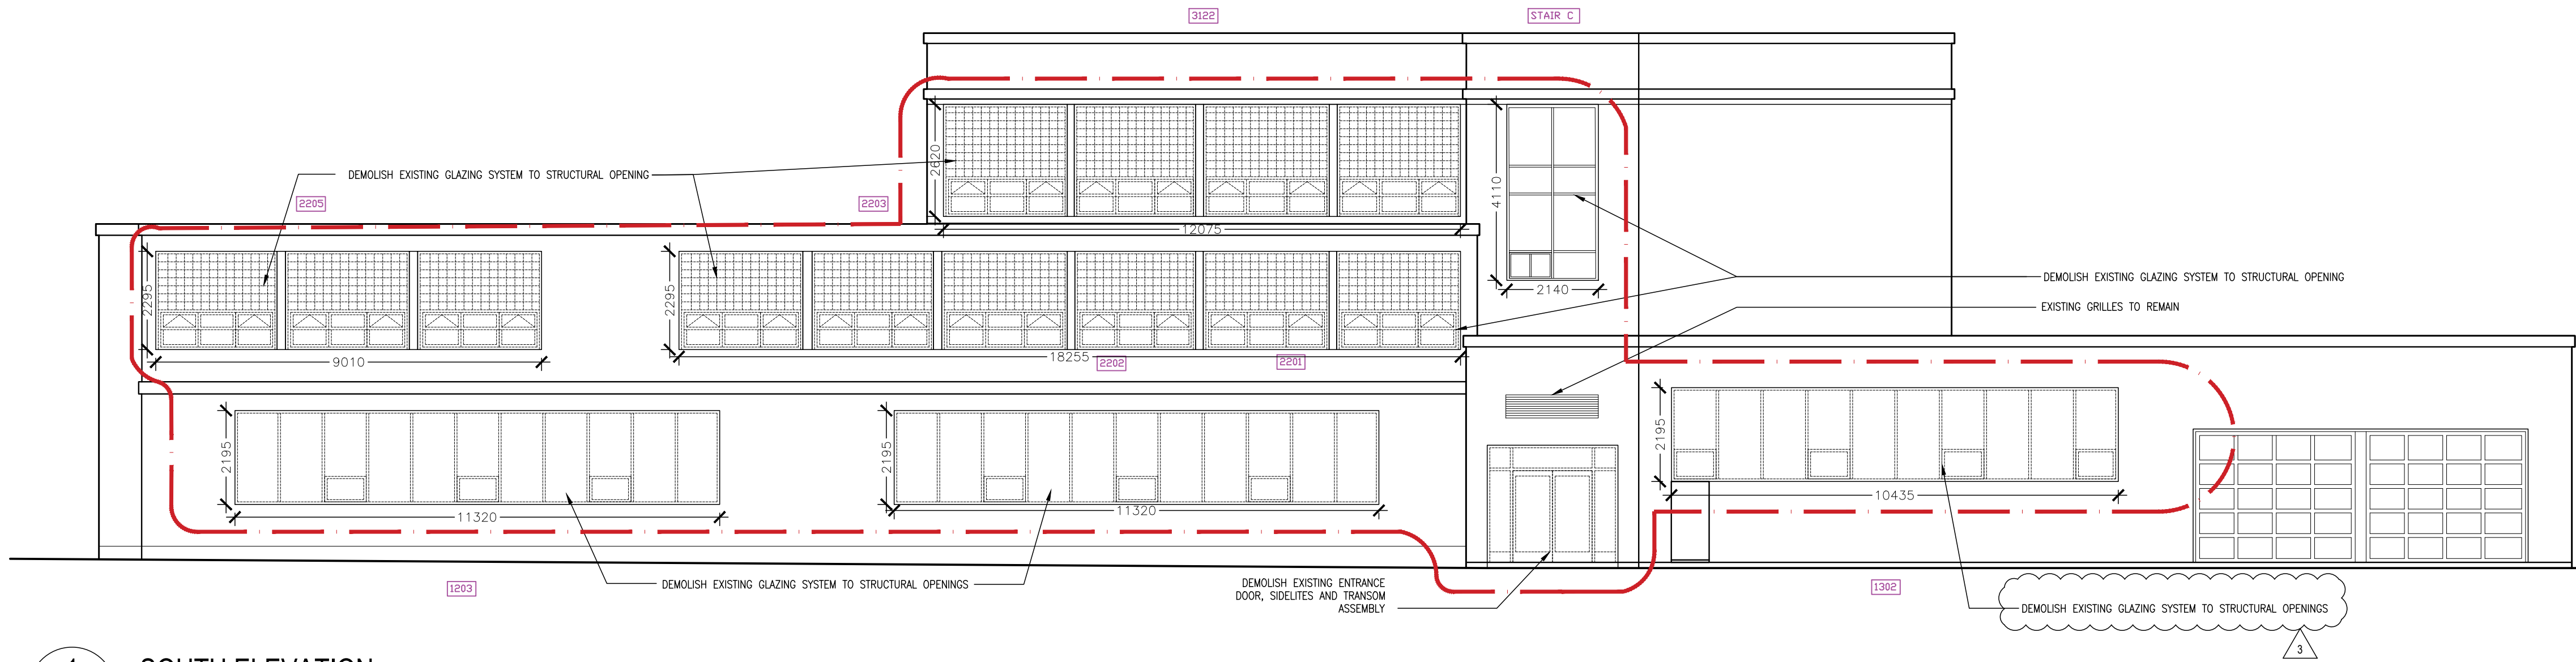 3122
STAIR C
2620
4110
DEMOLISH EXISTING GLAZING SYSTEM TO STRUCTURAL OPENING
2205
2203
12075
2295
2295
2140
DEMOLISH EXISTING GLAZING SYSTEM TO STRUCTURAL OPENING
EXISTING GRILLES TO REMAIN
9010
18255
2202
2201
2195
2195
2195
11320
11320
10435
1203
DEMOLISH EXISTING GLAZING SYSTEM TO STRUCTURAL OPENINGS
DEMOLISH EXISTING ENTRANCE
DOOR, SIDELITES AND TRANSOM
ASSEMBLY
1302
DEMOLISH EXISTING GLAZING SYSTEM TO STRUCTURAL OPENINGS
3
SOUTH ELEVATION